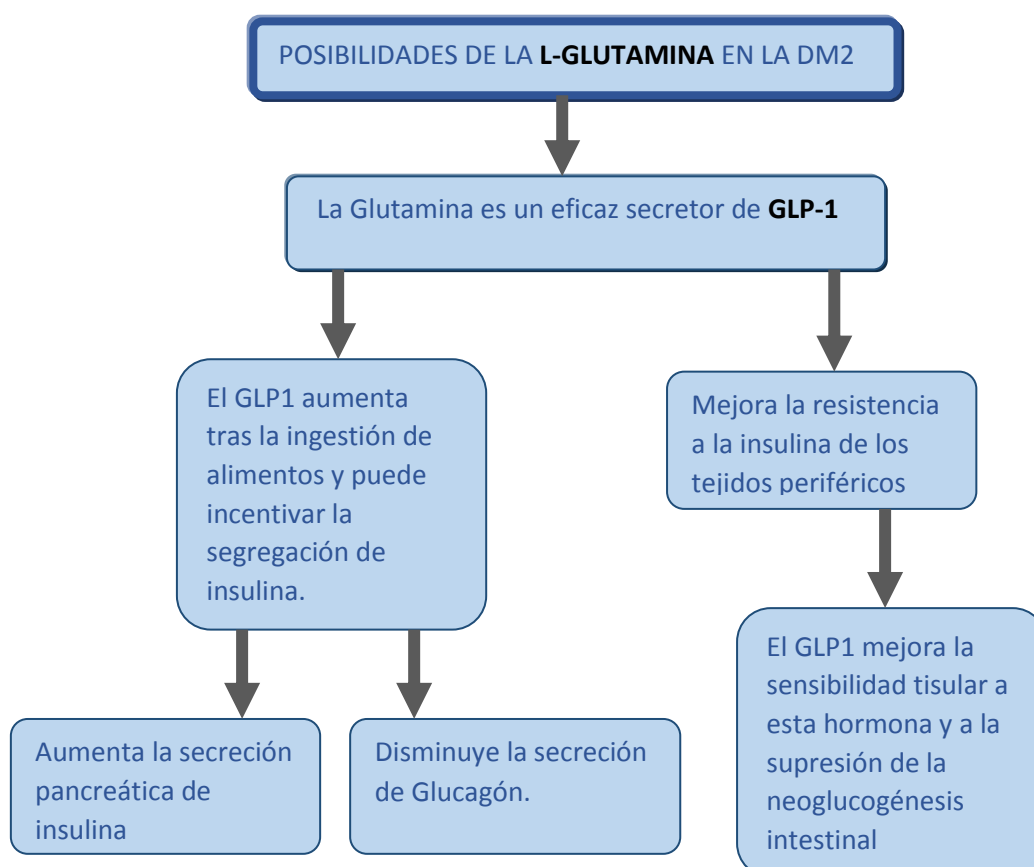 POSIBILIDADES DE LA L-GLUTAMINA EN LA DM2
La Glutamina es un eficaz secretor de GLP-1
El GLP1 aumenta
tras la ingestión de
alimentos y puede
incentivar la
segregación de
insulina.
Mejora la resistencia
a la insulina de los
tejidos periféricos
Aumenta la secreción
pancreática de
insulina
Disminuye la secreción
de Glucagón.
El GLP1 mejora la
sensibilidad tisular a
esta hormona y a la
supresión de la
neoglucogénesis
intestinal